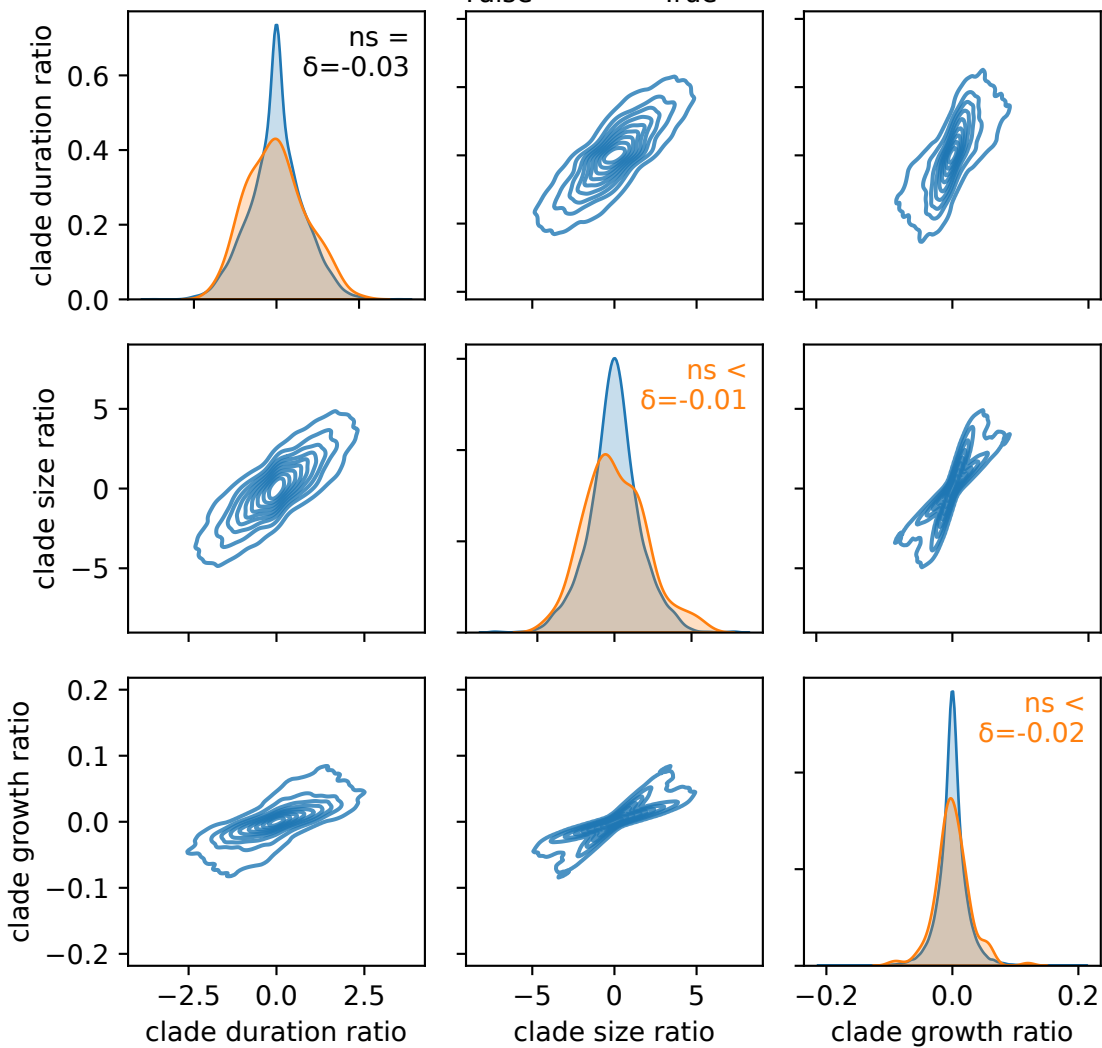 clade duration ratio
0.6
0.4
0.2
0.0
ns =
δ=-0.03
clade size ratio
5
0
−5
ns <
δ=-0.01
clade growth ratio
0.2
0.1
0.0
−0.1
−0.2
ns <
δ=-0.02
−2.5 0.0 2.5
clade duration ratio
−5 0 5
clade size ratio
−0.2 0.0 0.2
clade growth ratio